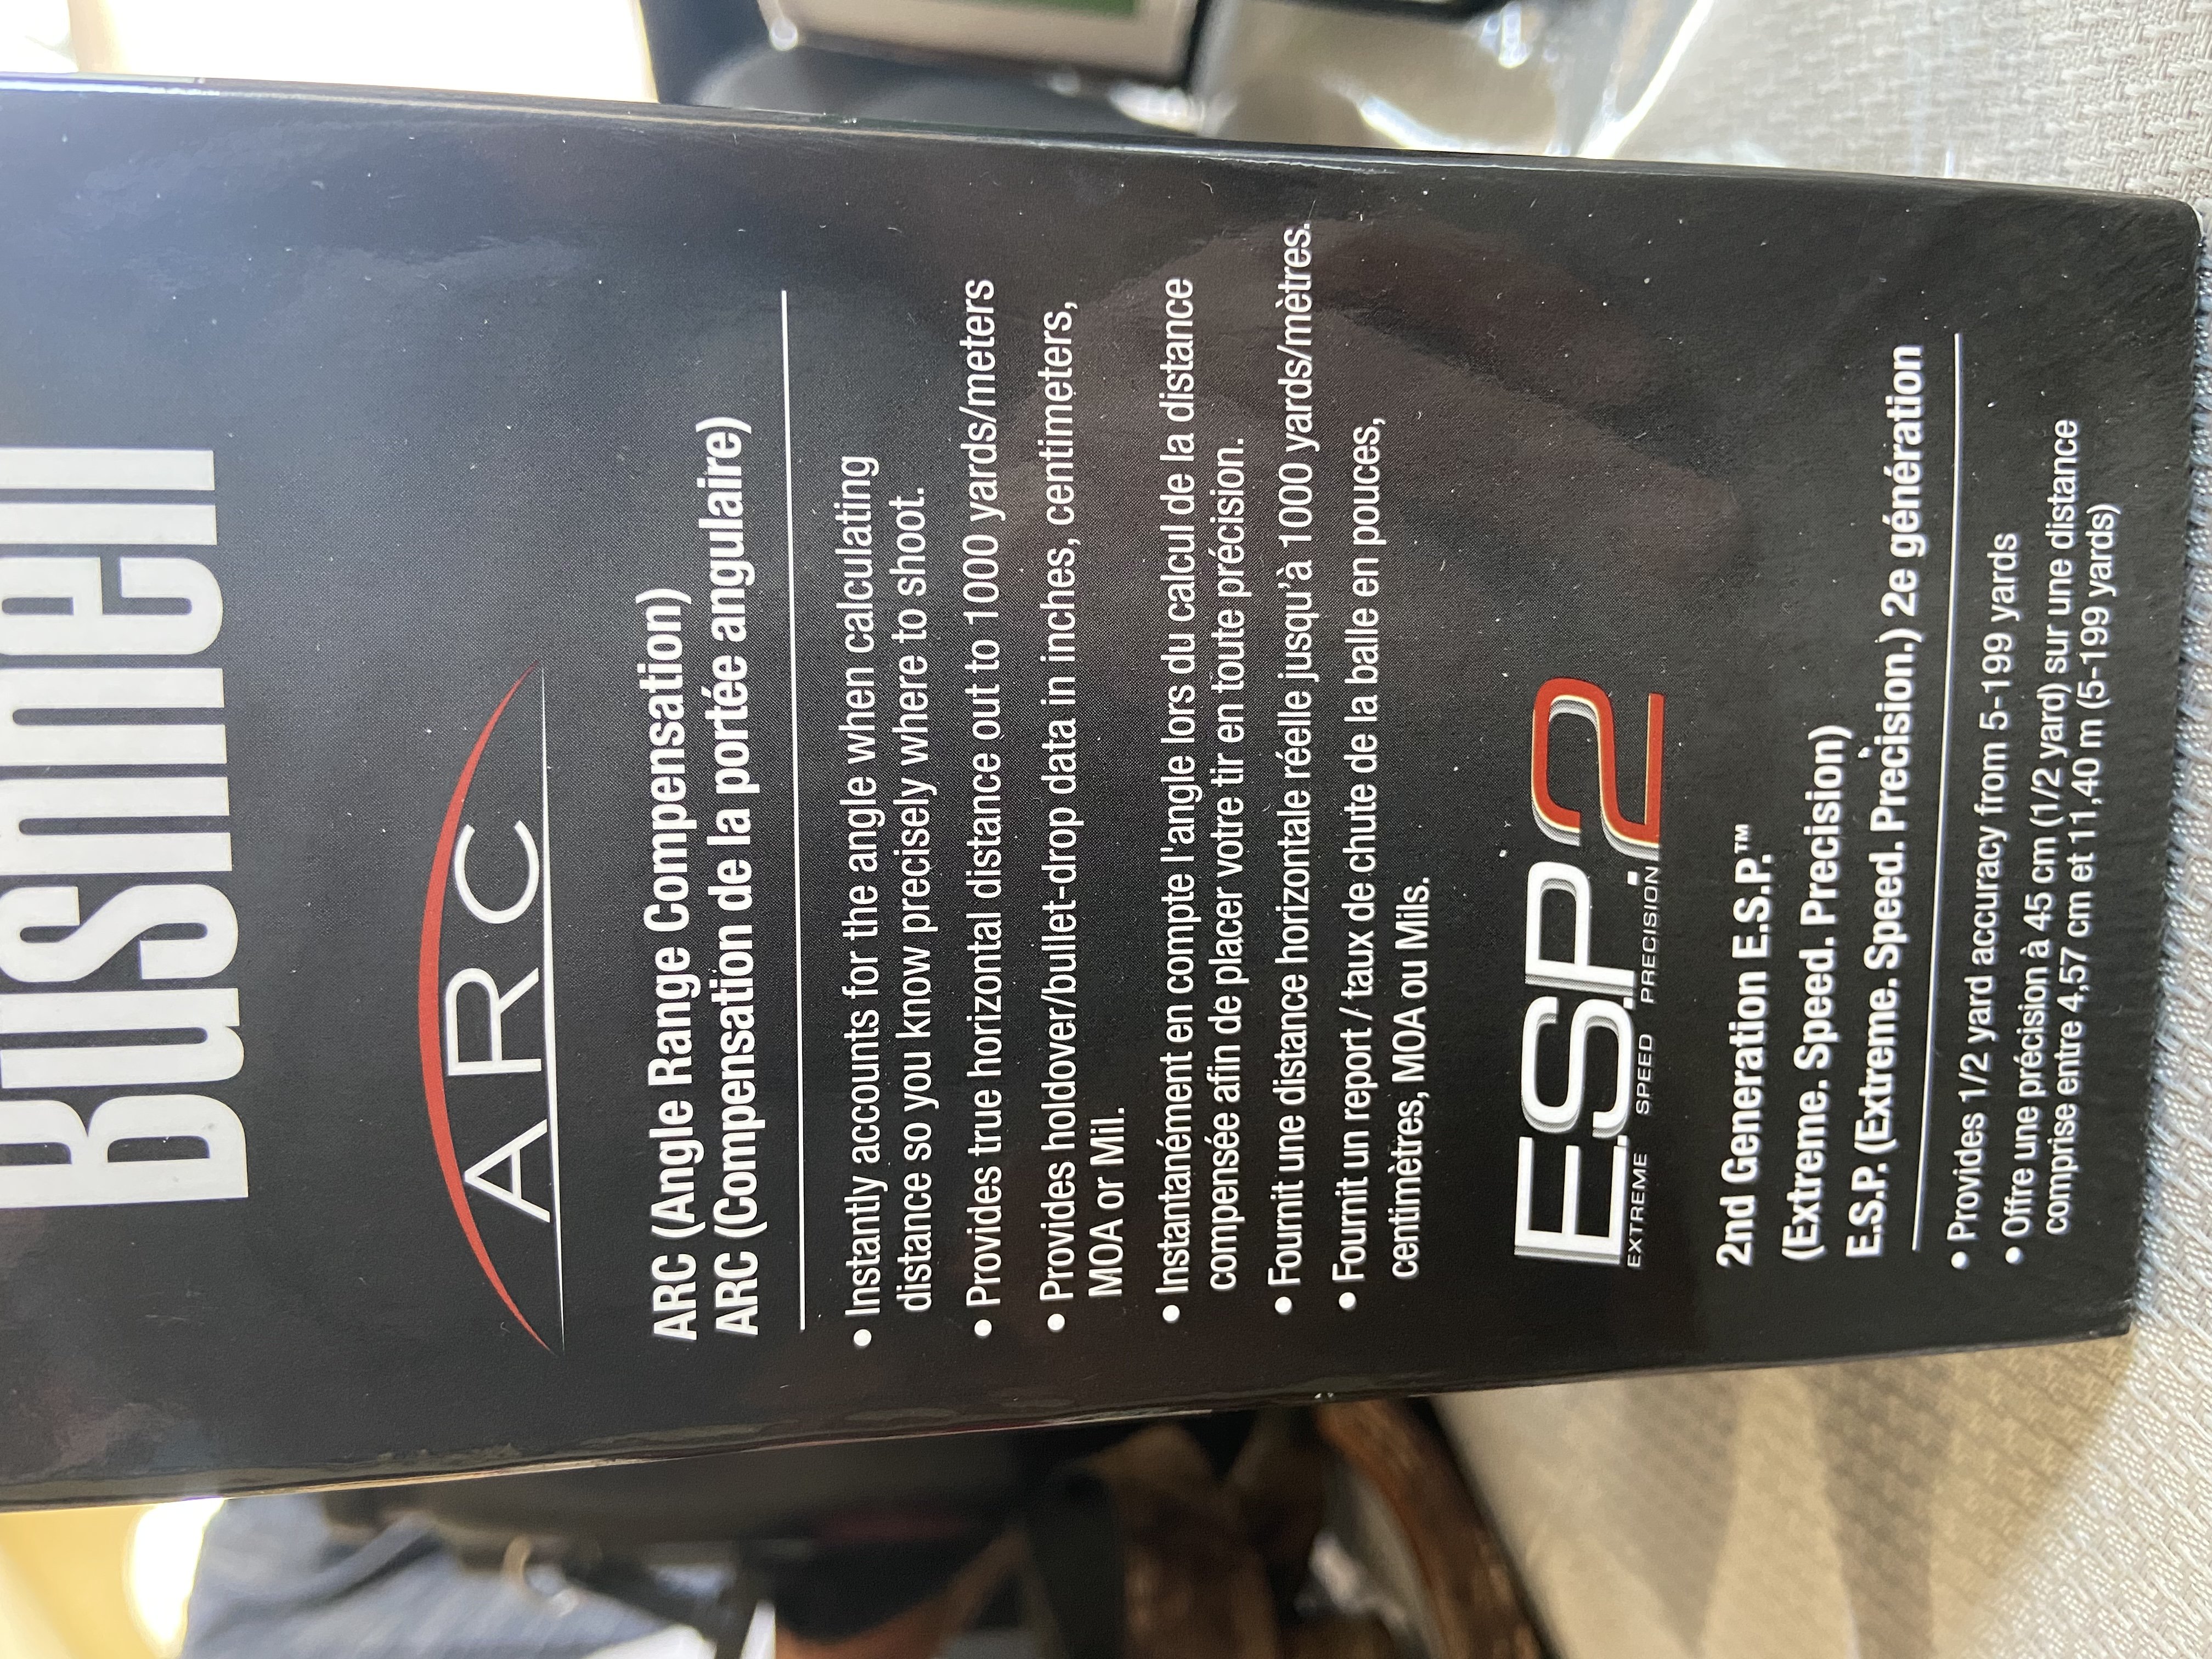 Bushnell
ARC
ARC (Angle Range Compensation)
ARC (Compensation de la portée angulaire)
• Instantly accounts for the angle when calculating
distance so you know precisely where to shoot.
• Provides true horizontal distance out to 1000 yards/meters
• Provides holdover/bullet-drop data in inches, centimeters,
MOA or Mil.
• Instantanément en compte l'angle lors du calcul de la distance
compensée afin de placer votre tir en toute précision.
• Fournit une distance horizontale réelle jusqu'à 1000 yards/mètres.
• Fournit un report / taux de chute de la balle en pouces,
centimètres, MOA ou Mils.
E.S.P.2
EXTREME SPEED PRECISION
2nd Generation E.S.P.™
(Extreme. Speed. Precision)
E.S.P. (Extreme. Speed. Précision.) 2e génération
• Provides 1/2 yard accuracy from 5-199 yards
• Offre une précision à 45 cm (1/2 yard) sur une distance
comprise entre 4,57 cm et 11,40 m (5-199 yards)